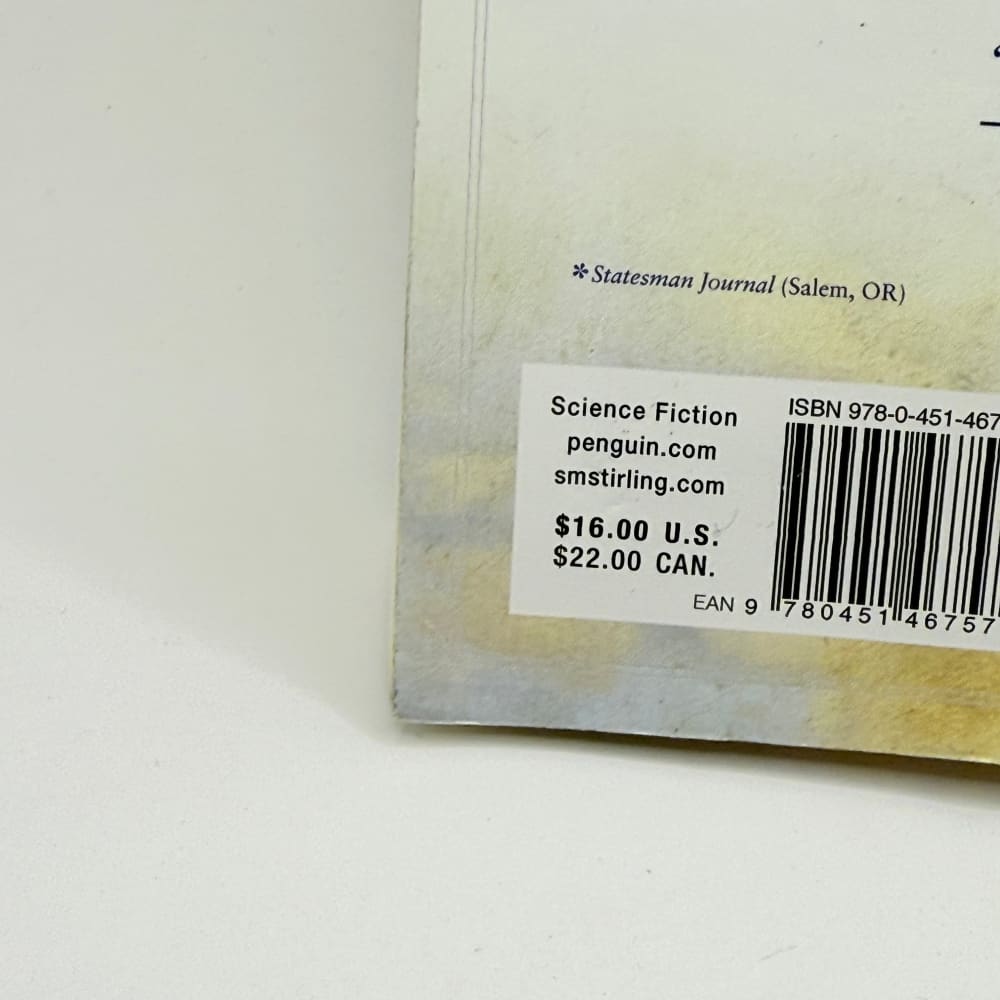 *Statesman Journal (Salem, OR)
Science Fiction
penguin.com
smstirling.com
$16.00 U.S.
$22.00 CAN.
ISBN 978-0-451-467
EAN 9 780451 46757